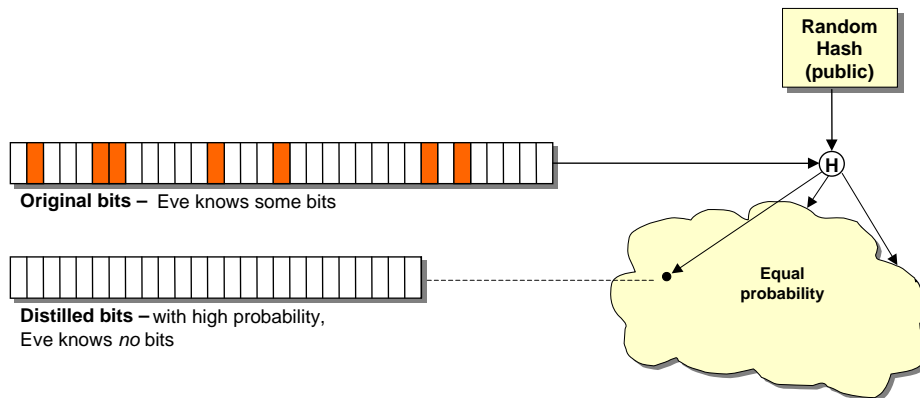 Random
Hash
(public)
H
Original bits – Eve knows some bits
Equal
probability
Distilled bits – with high probability,
Eve knows no bits